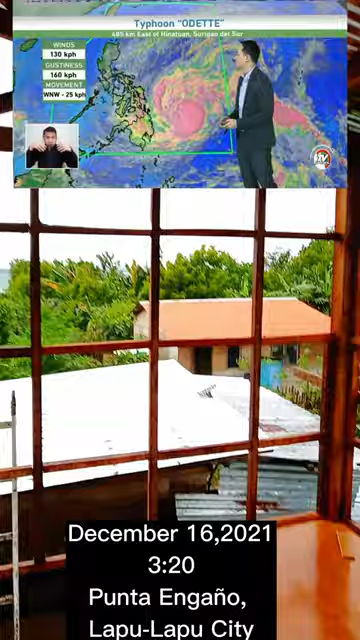 Typhoon "ODETTE"
485 km East of Hinatuan, Surigao del Sur
WINDS
130 kph
GUSTINESS
160 kph
MOVEMENT
WNW - 25 kph
December 16,2021
3:20
Punta Engaño,
Lapu-Lapu City